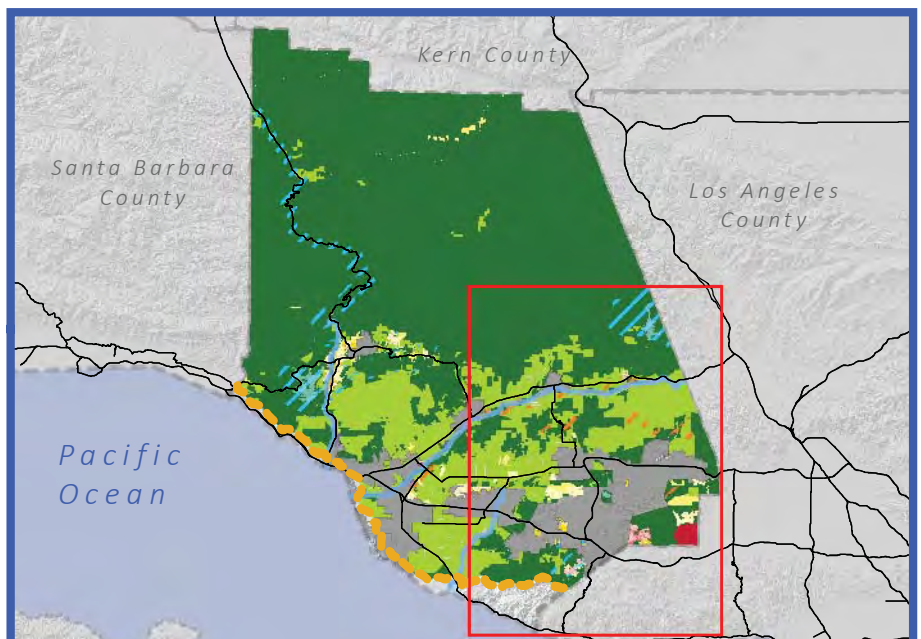 Kern County
Santa Barbara
County
Los Angeles
County
Pacific
Ocean